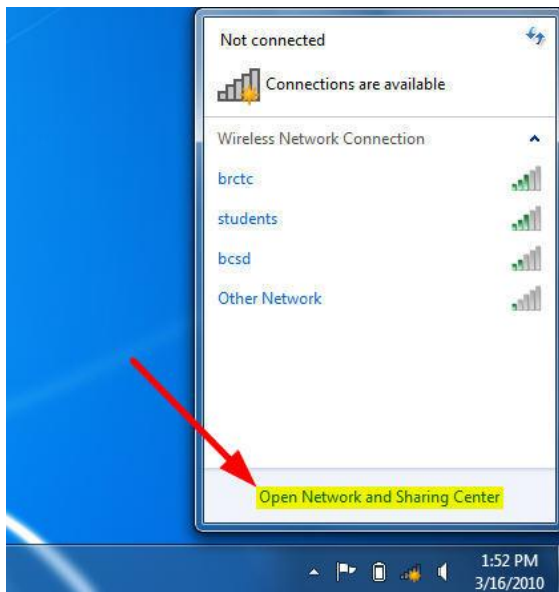 Not connected
Connections are available
Wireless Network Connection
brctc
students
bcsd
Other Network
Open Network and Sharing Center
1:52 PM
3/16/2010